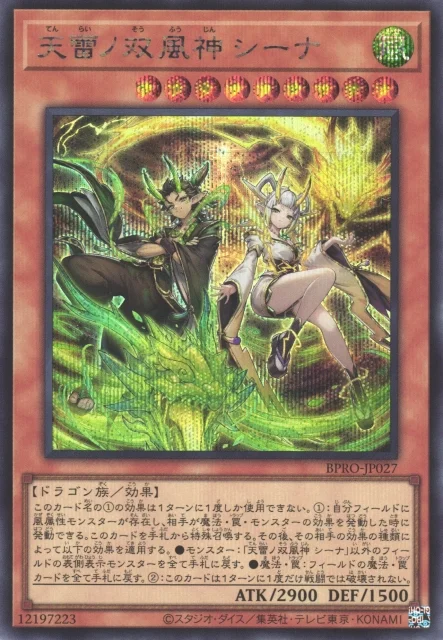 天雷ノ双風神シーナ
BPRO-JP027
【ドラゴン族／効果】
このカード名の①の効果は1ターンに1度しか使用できない。①：自分フィールドに
風属性モンスターが存在し、相手が魔法・罠・モンスターの効果を発動した時に
発動できる。このカードを手札から特殊召喚する。その後、その相手の効果の種類に
よって以下の効果を適用する。●モンスター：「天雷ノ双風神 シーナ」以外のフィー
ルドの表側表示モンスターを全て手札に戻す。●魔法・罠：フィールドの魔法・罠
カードを全て手札に戻す。②：このカードは1ターンに1度だけ戦闘では破壊されない。
ATK/2900 DEF/1500
12197223 ©スタジオ・ダイス／集英社・テレビ東京・KONAMI